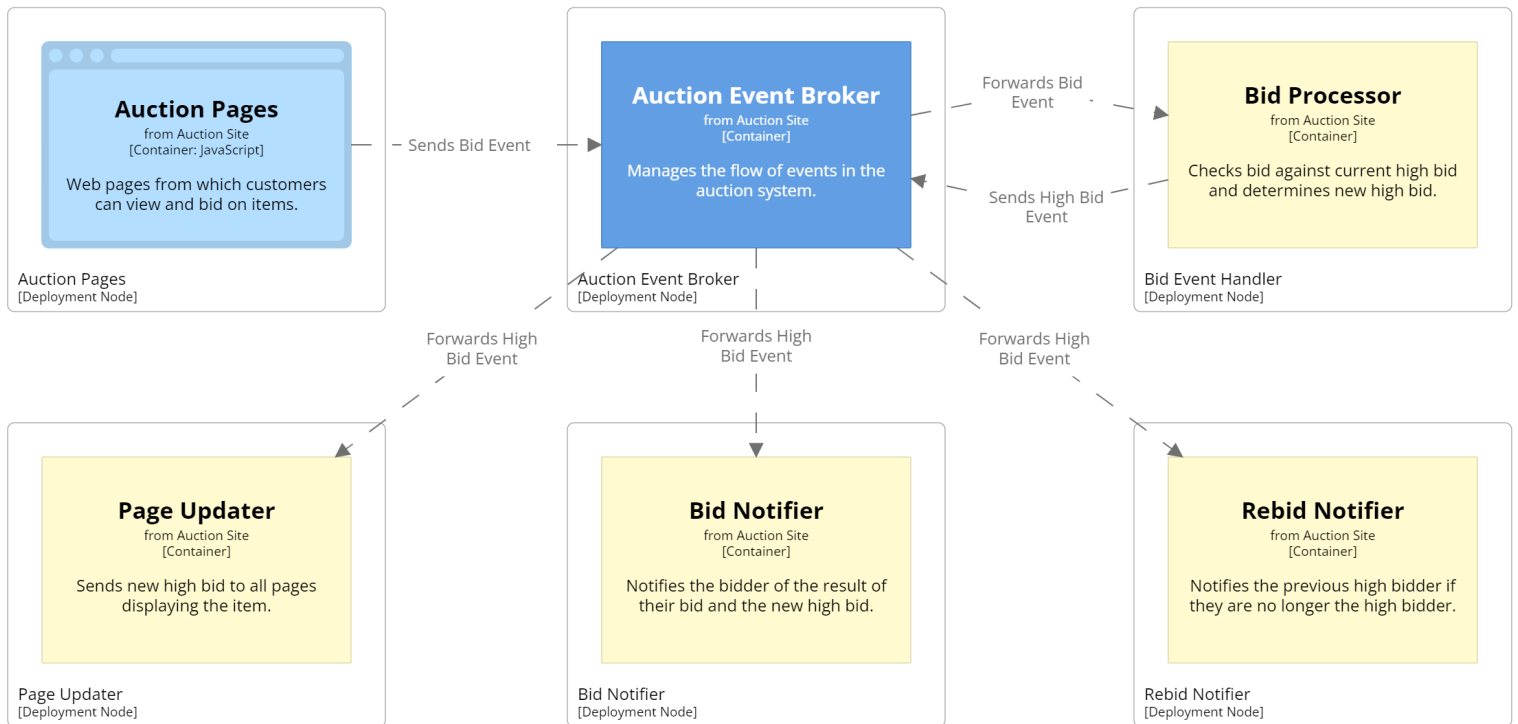 Auction Pages
from Auction Site
[Container: JavaScript]
Web pages from which customers
can view and bid on items.
Auction Pages
[Deployment Node]
Sends Bid Event
Auction Event Broker
from Auction Site
[Container]
Manages the flow of events in the
auction system.
Auction Event Broker
[Deployment Node]
Forwards Bid
Event
Sends High Bid
Event
Bid Processor
from Auction Site
[Container]
Checks bid against current high bid
and determines new high bid.
Bid Event Handler
[Deployment Node]
Forwards High
Bid Event
Forwards High
Bid Event
Forwards High
Bid Event
Page Updater
from Auction Site
[Container]
Sends new high bid to all pages
displaying the item.
Page Updater
[Deployment Node]
Bid Notifier
from Auction Site
[Container]
Notifies the bidder of the result of
their bid and the new high bid.
Bid Notifier
[Deployment Node]
Rebid Notifier
from Auction Site
[Container]
Notifies the previous high bidder if
they are no longer the high bidder.
Rebid Notifier
[Deployment Node]